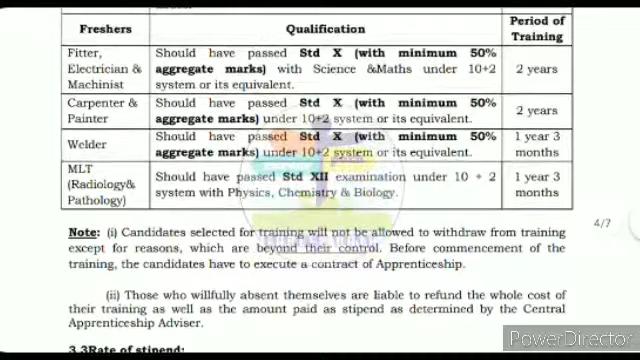 Freshers Qualification Period of Training
Fitter, Electrician & Machinist Should have passed Std X (with minimum 50% aggregate marks) with Science &Maths under 10+2 system or its equivalent. 2 years
Carpenter & Painter Should have passed Std X (with minimum 50% aggregate marks) under 10+2 system or its equivalent. 2 years
Welder Should have passed Std X (with minimum 50% aggregate marks) under 10+2 system or its equivalent. 1 year 3 months
MLT (Radiology& Pathology) Should have passed Std XII examination under 10 + 2 system with Physics, Chemistry & Biology. 1 year 3 months
4/7
Note: (i) Candidates selected for training will not be allowed to withdraw from training
except for reasons, which are beyond their control. Before commencement of the
training, the candidates have to execute a contract of Apprenticeship.
(ii) Those who willfully absent themselves are liable to refund the whole cost of
their training as well as the amount paid as stipend as determined by the Central
Apprenticeship Adviser.
PowerDirector
3.3Rate of stipend: